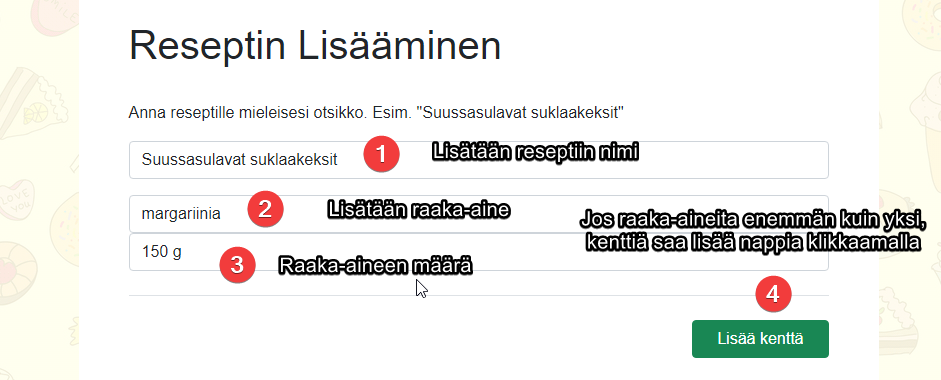 Reseptin Lisääminen
Anna reseptille mieleisesi otsikko. Esim. "Suussasulavat suklaakeksit"
Suussasulavat suklaakeksit 1 Lisätään reseptiin nimi
margariinia 2 Lisätään raaka-aine
Jos raaka-aineita enemmän kuin yksi,
kenttiä saa lisää nappia klikkaamalla
150 g 3 Raaka-aineen määrä
4
Lisää kenttä
LOVE YOU